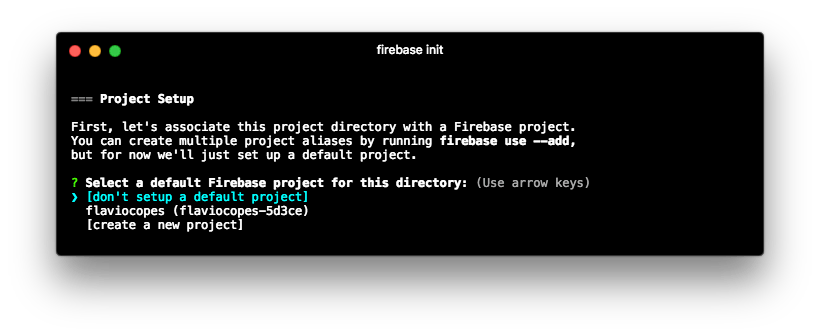 firebase init
=== Project Setup
First, let's associate this project directory with a Firebase project.
You can create multiple project aliases by running firebase use --add,
but for now we'll just set up a default project.
? Select a default Firebase project for this directory: (Use arrow keys)
❯ [don't setup a default project]
flaviocopes (flaviocopes-5d3ce)
[create a new project]